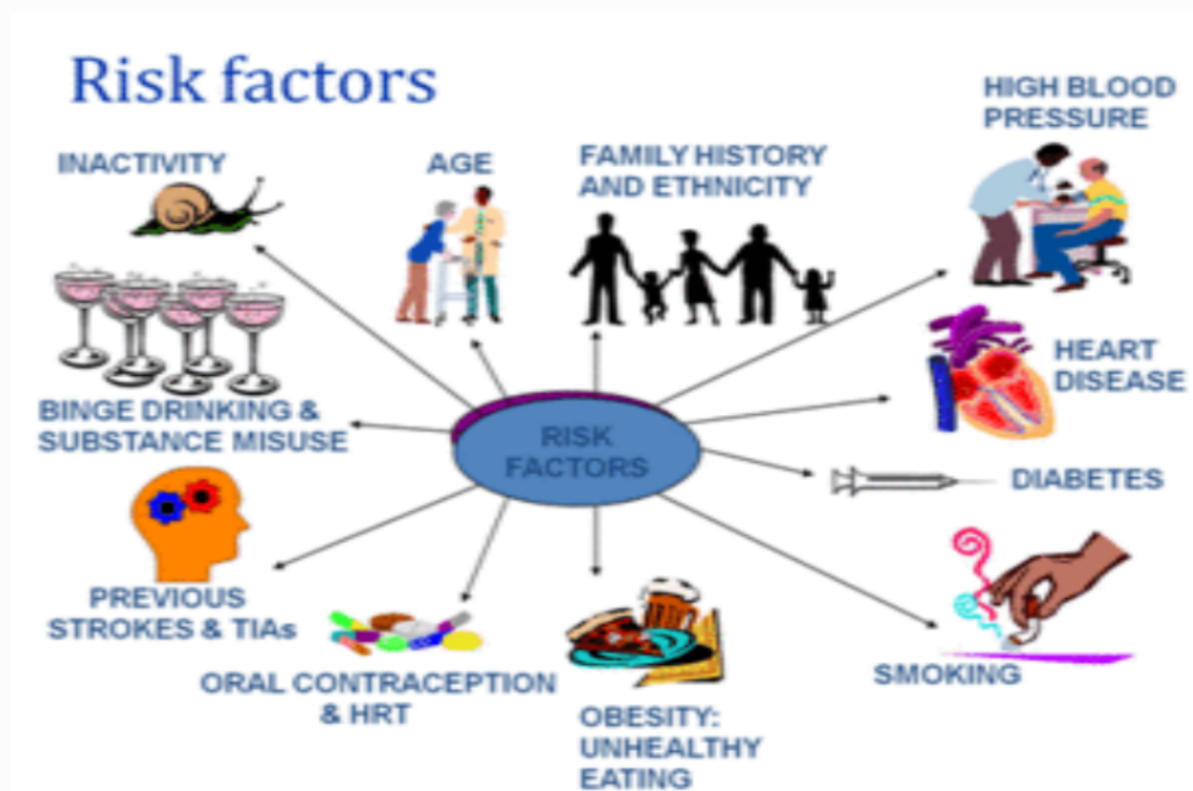 Risk factors
HIGH BLOOD
PRESSURE
INACTIVITY
AGE
FAMILY HISTORY
AND ETHNICITY
HEART
DISEASE
BINGE DRINKING &
SUBSTANCE MISUSE
RISK
FACTORS
DIABETES
PREVIOUS
STROKES & TIAs
ORAL CONTRACEPTION
& HRT
SMOKING
OBESITY:
UNHEALTHY
EATING